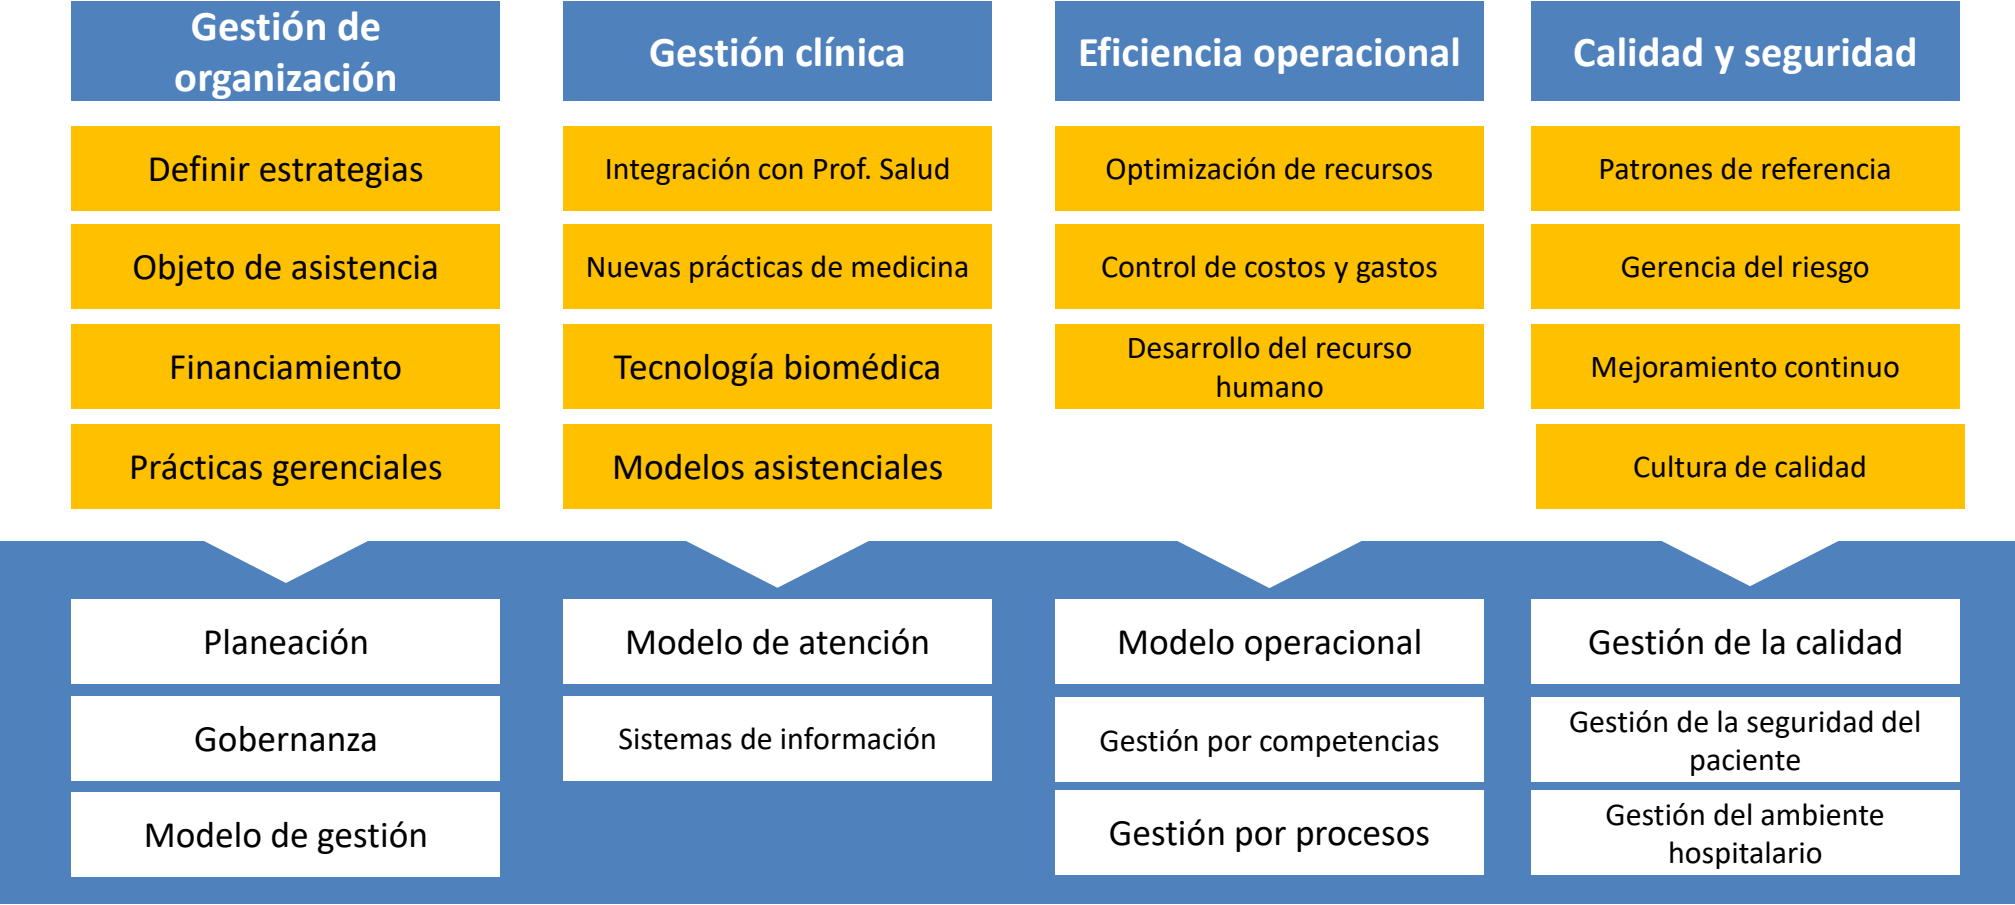 Gestión de
organización
Gestión clínica
Eficiencia operacional
Calidad y seguridad
Definir estrategias
Integración con Prof. Salud
Optimización de recursos
Patrones de referencia
Objeto de asistencia
Nuevas prácticas de medicina
Control de costos y gastos
Gerencia del riesgo
Financiamiento
Tecnología biomédica
Desarrollo del recurso
humano
Mejoramiento continuo
Prácticas gerenciales
Modelos asistenciales
Cultura de calidad
Planeación
Modelo de atención
Modelo operacional
Gestión de la calidad
Gobernanza
Sistemas de información
Gestión por competencias
Gestión de la seguridad del
paciente
Modelo de gestión
Gestión por procesos
Gestión del ambiente
hospitalario